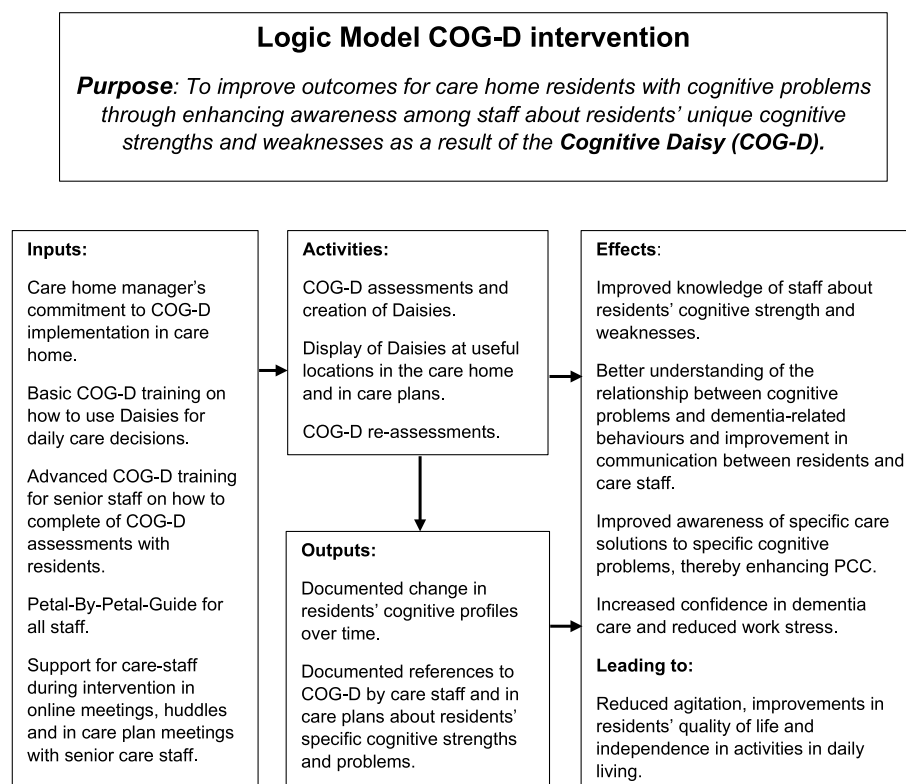 Logic Model COG-D intervention
Purpose: To improve outcomes for care home residents with cognitive problems
through enhancing awareness among staff about residents’ unique cognitive
strengths and weaknesses as a result of the Cognitive Daisy (COG-D).
Inputs:
Care home manager’s
commitment to COG-D
implementation in care
home.
Basic COG-D training on
how to use Daisies for
daily care decisions.
Advanced COG-D training
for senior staff on how to
complete of COG-D
assessments with
residents.
Petal-By-Petal-Guide for
all staff.
Support for care-staff
during intervention in
online meetings, huddles
and in care plan meetings
with senior care staff.
Activities:
COG-D assessments and
creation of Daisies.
Display of Daisies at useful
locations in the care home
and in care plans.
COG-D re-assessments.
Outputs:
Documented change in
residents’ cognitive profiles
over time.
Documented references to
COG-D by care staff and in
care plans about residents’
specific cognitive strengths
and problems.
Effects:
Improved knowledge of staff about
residents’ cognitive strength and
weaknesses.
Better understanding of the
relationship between cognitive
problems and dementia-related
behaviours and improvement in
communication between residents and
care staff.
Improved awareness of specific care
solutions to specific cognitive
problems, thereby enhancing PCC.
Increased confidence in dementia
care and reduced work stress.
Leading to:
Reduced agitation, improvements in
residents’ quality of life and
independence in activities in daily
living.